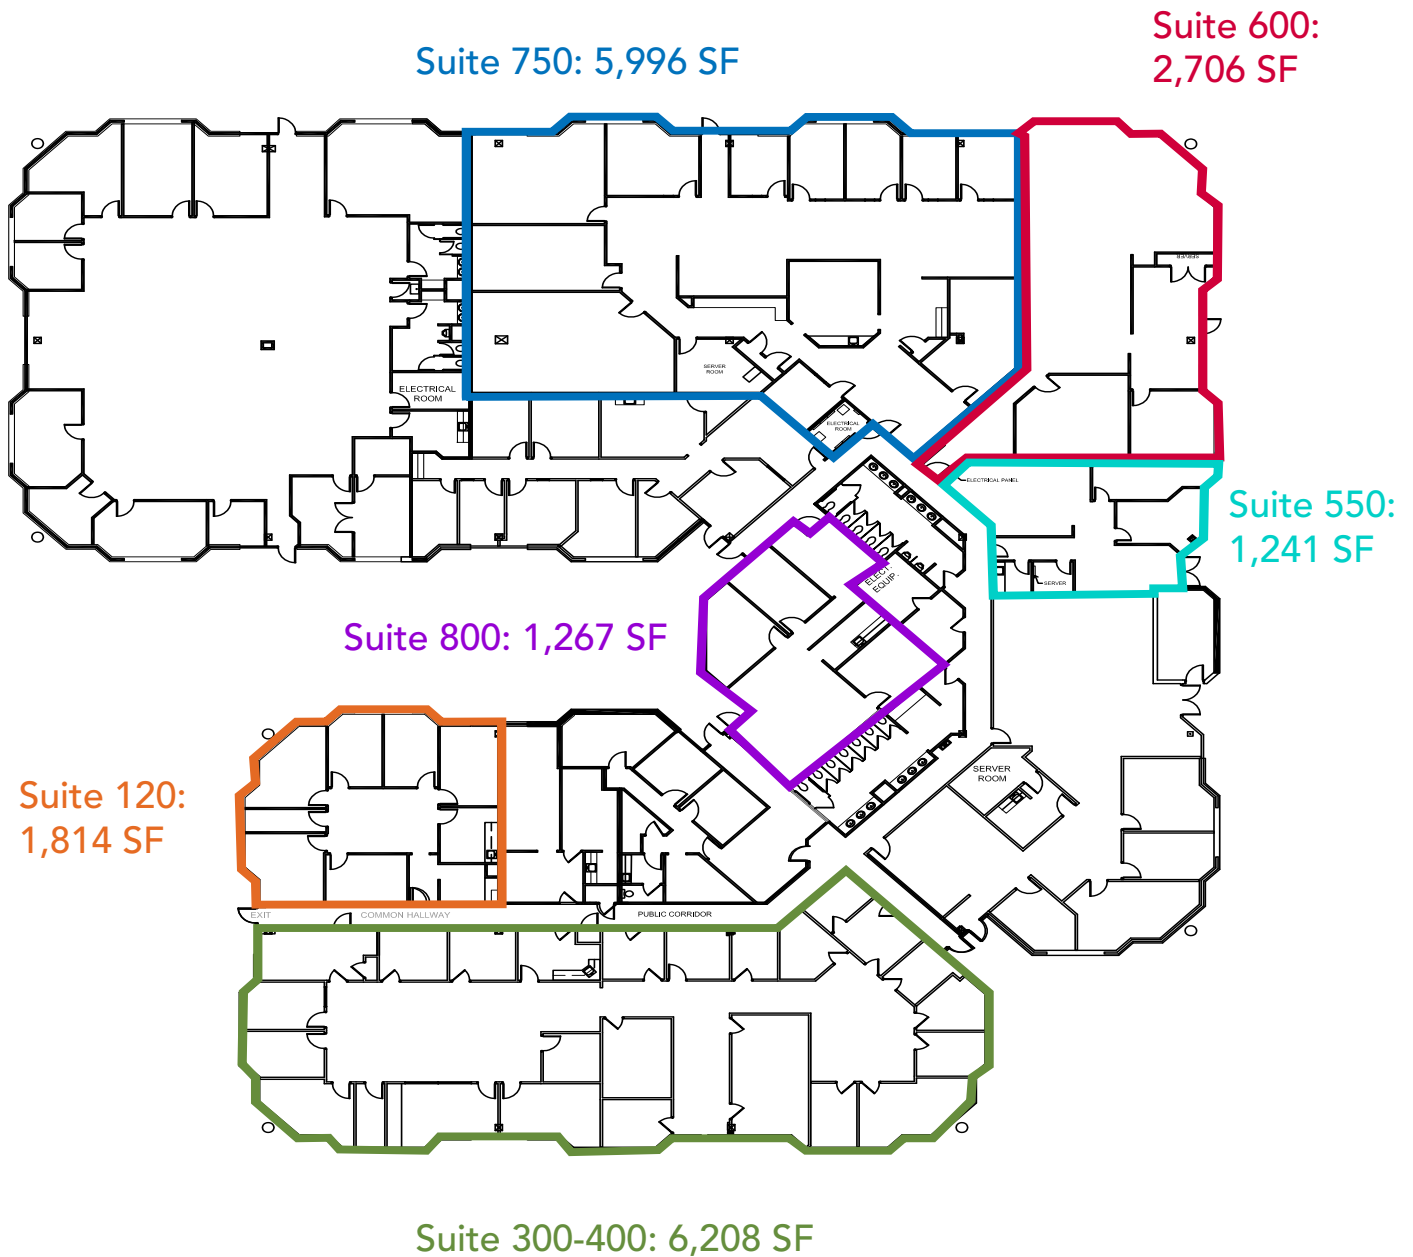 Suite 600:
2,706 SF
Suite 750: 5,996 SF
SERVER
SERVER
ROOM
ELECTRICAL
ROOM
ELECTRICAL
ROOM
ELECTRICAL PANEL
Suite 550:
1,241 SF
ELECT.
EQUIP.
SERVER
Suite 800: 1,267 SF
SERVER
ROOM
Suite 120:
1,814 SF
EXIT
COMMON HALLWAY
PUBLIC CORRIDOR
Suite 300-400: 6,208 SF